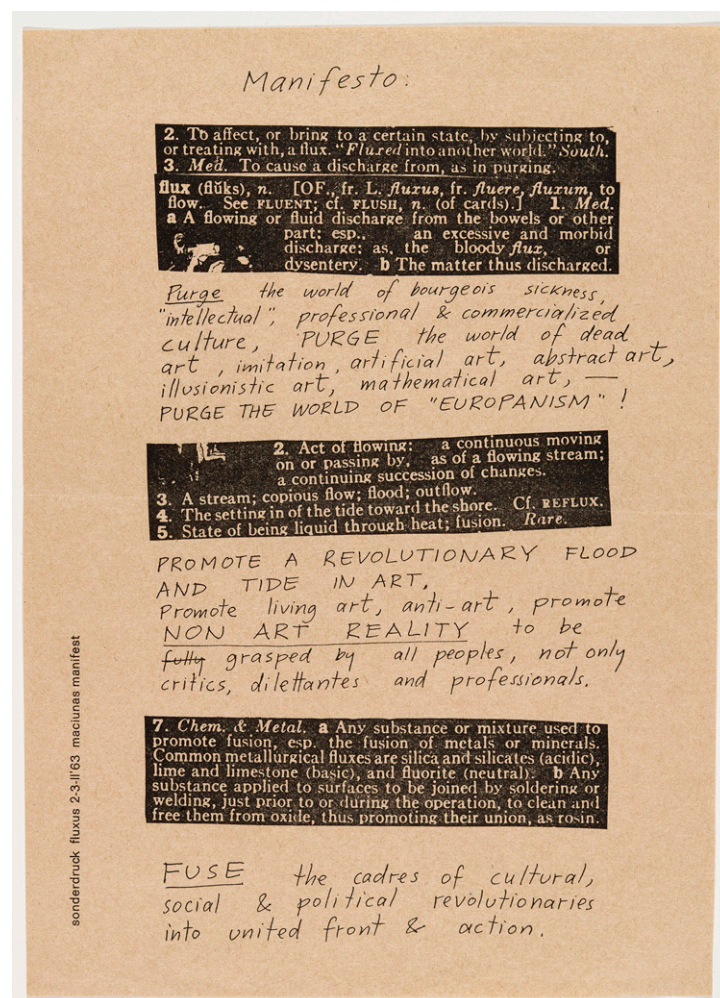 Manifesto:
2. To affect, or bring to a certain state, by subjecting to,
or treating with, a flux. "Fluxed into another world." South.
3. Med. To cause a discharge from, as in purging.
flux (flŭks), n. [OF., fr. L. fluxus, fr. fluere, fluxum, to
flow. See FLUENT; cf. FLUSH, n. (of cards).] 1. Med.
a A flowing or fluid discharge from the bowels or other
part: esp., an excessive and morbid
discharge; as, the bloody flux, or
dysentery. b The matter thus discharged.
Purge the world of bourgeois sickness,
"intellectual", professional & commercialized
culture, PURGE the world of dead
art, imitation, artificial art, abstract art,
illusionistic art, mathematical art, —
PURGE THE WORLD OF "EUROPANISM"!
2. Act of flowing: a continuous moving
on or passing by, as of a flowing stream;
a continuing succession of changes.
3. A stream; copious flow; flood; outflow.
4. The setting in of the tide toward the shore. Cf. REFLUX.
5. State of being liquid through heat; fusion. Rare.
PROMOTE A REVOLUTIONARY FLOOD
AND TIDE IN ART,
Promote living art, anti-art, promote
NON ART REALITY to be
fully grasped by all peoples, not only
critics, dilettantes and professionals.
7. Chem. & Metal. a Any substance or mixture used to
promote fusion, esp. the fusion of metals or minerals.
Common metallurgical fluxes are silica and silicates (acidic),
lime and limestone (basic), and fluorite (neutral). b Any
substance applied to surfaces to be joined by soldering or
welding, just prior to or during the operation, to clean and
free them from oxide, thus promoting their union, as rosin.
FUSE the cadres of cultural,
social & political revolutionaries
into united front & action.
sonderdruck fluxus 2-3-II'63 maciunas manifest